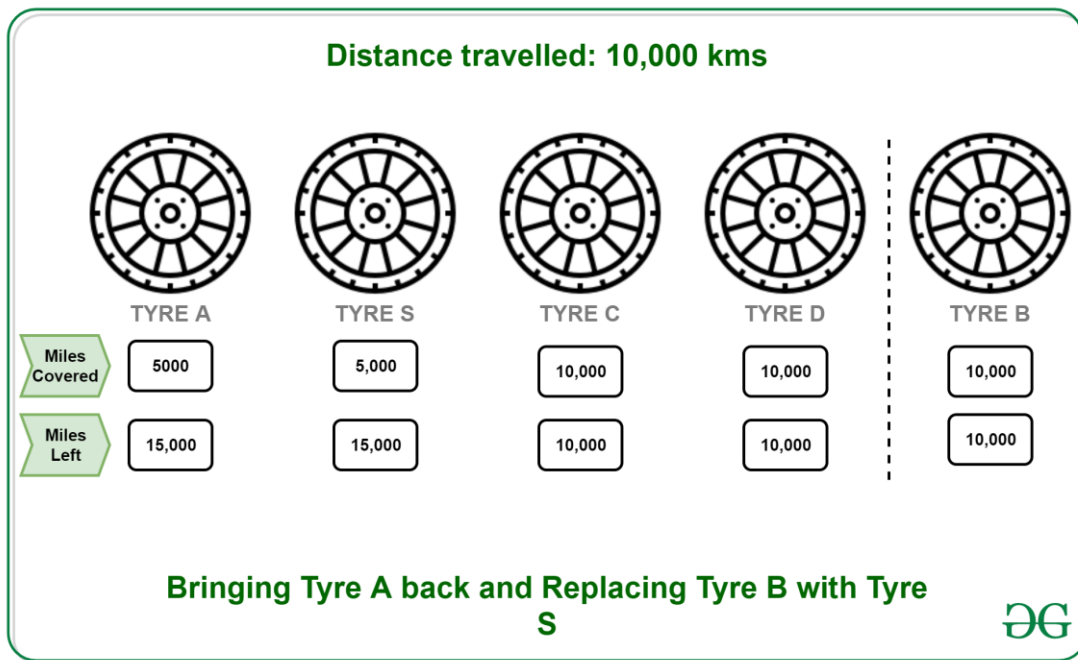 Distance travelled: 10,000 kms
TYRE A TYRE S TYRE C TYRE D TYRE B
Miles
Covered
5000 5,000 10,000 10,000 10,000
Miles
Left
15,000 15,000 10,000 10,000 10,000
Bringing Tyre A back and Replacing Tyre B with Tyre
S